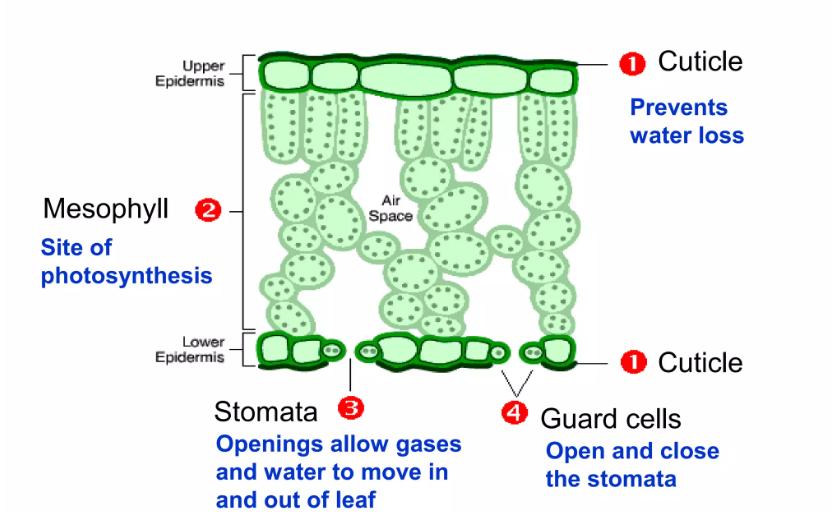 Upper
Epidermis
1 Cuticle
Prevents
water loss
Mesophyll 2
Site of
photosynthesis
Air
Space
Lower
Epidermis
1 Cuticle
Stomata 3
Openings allow gases
and water to move in
and out of leaf
4 Guard cells
Open and close
the stomata